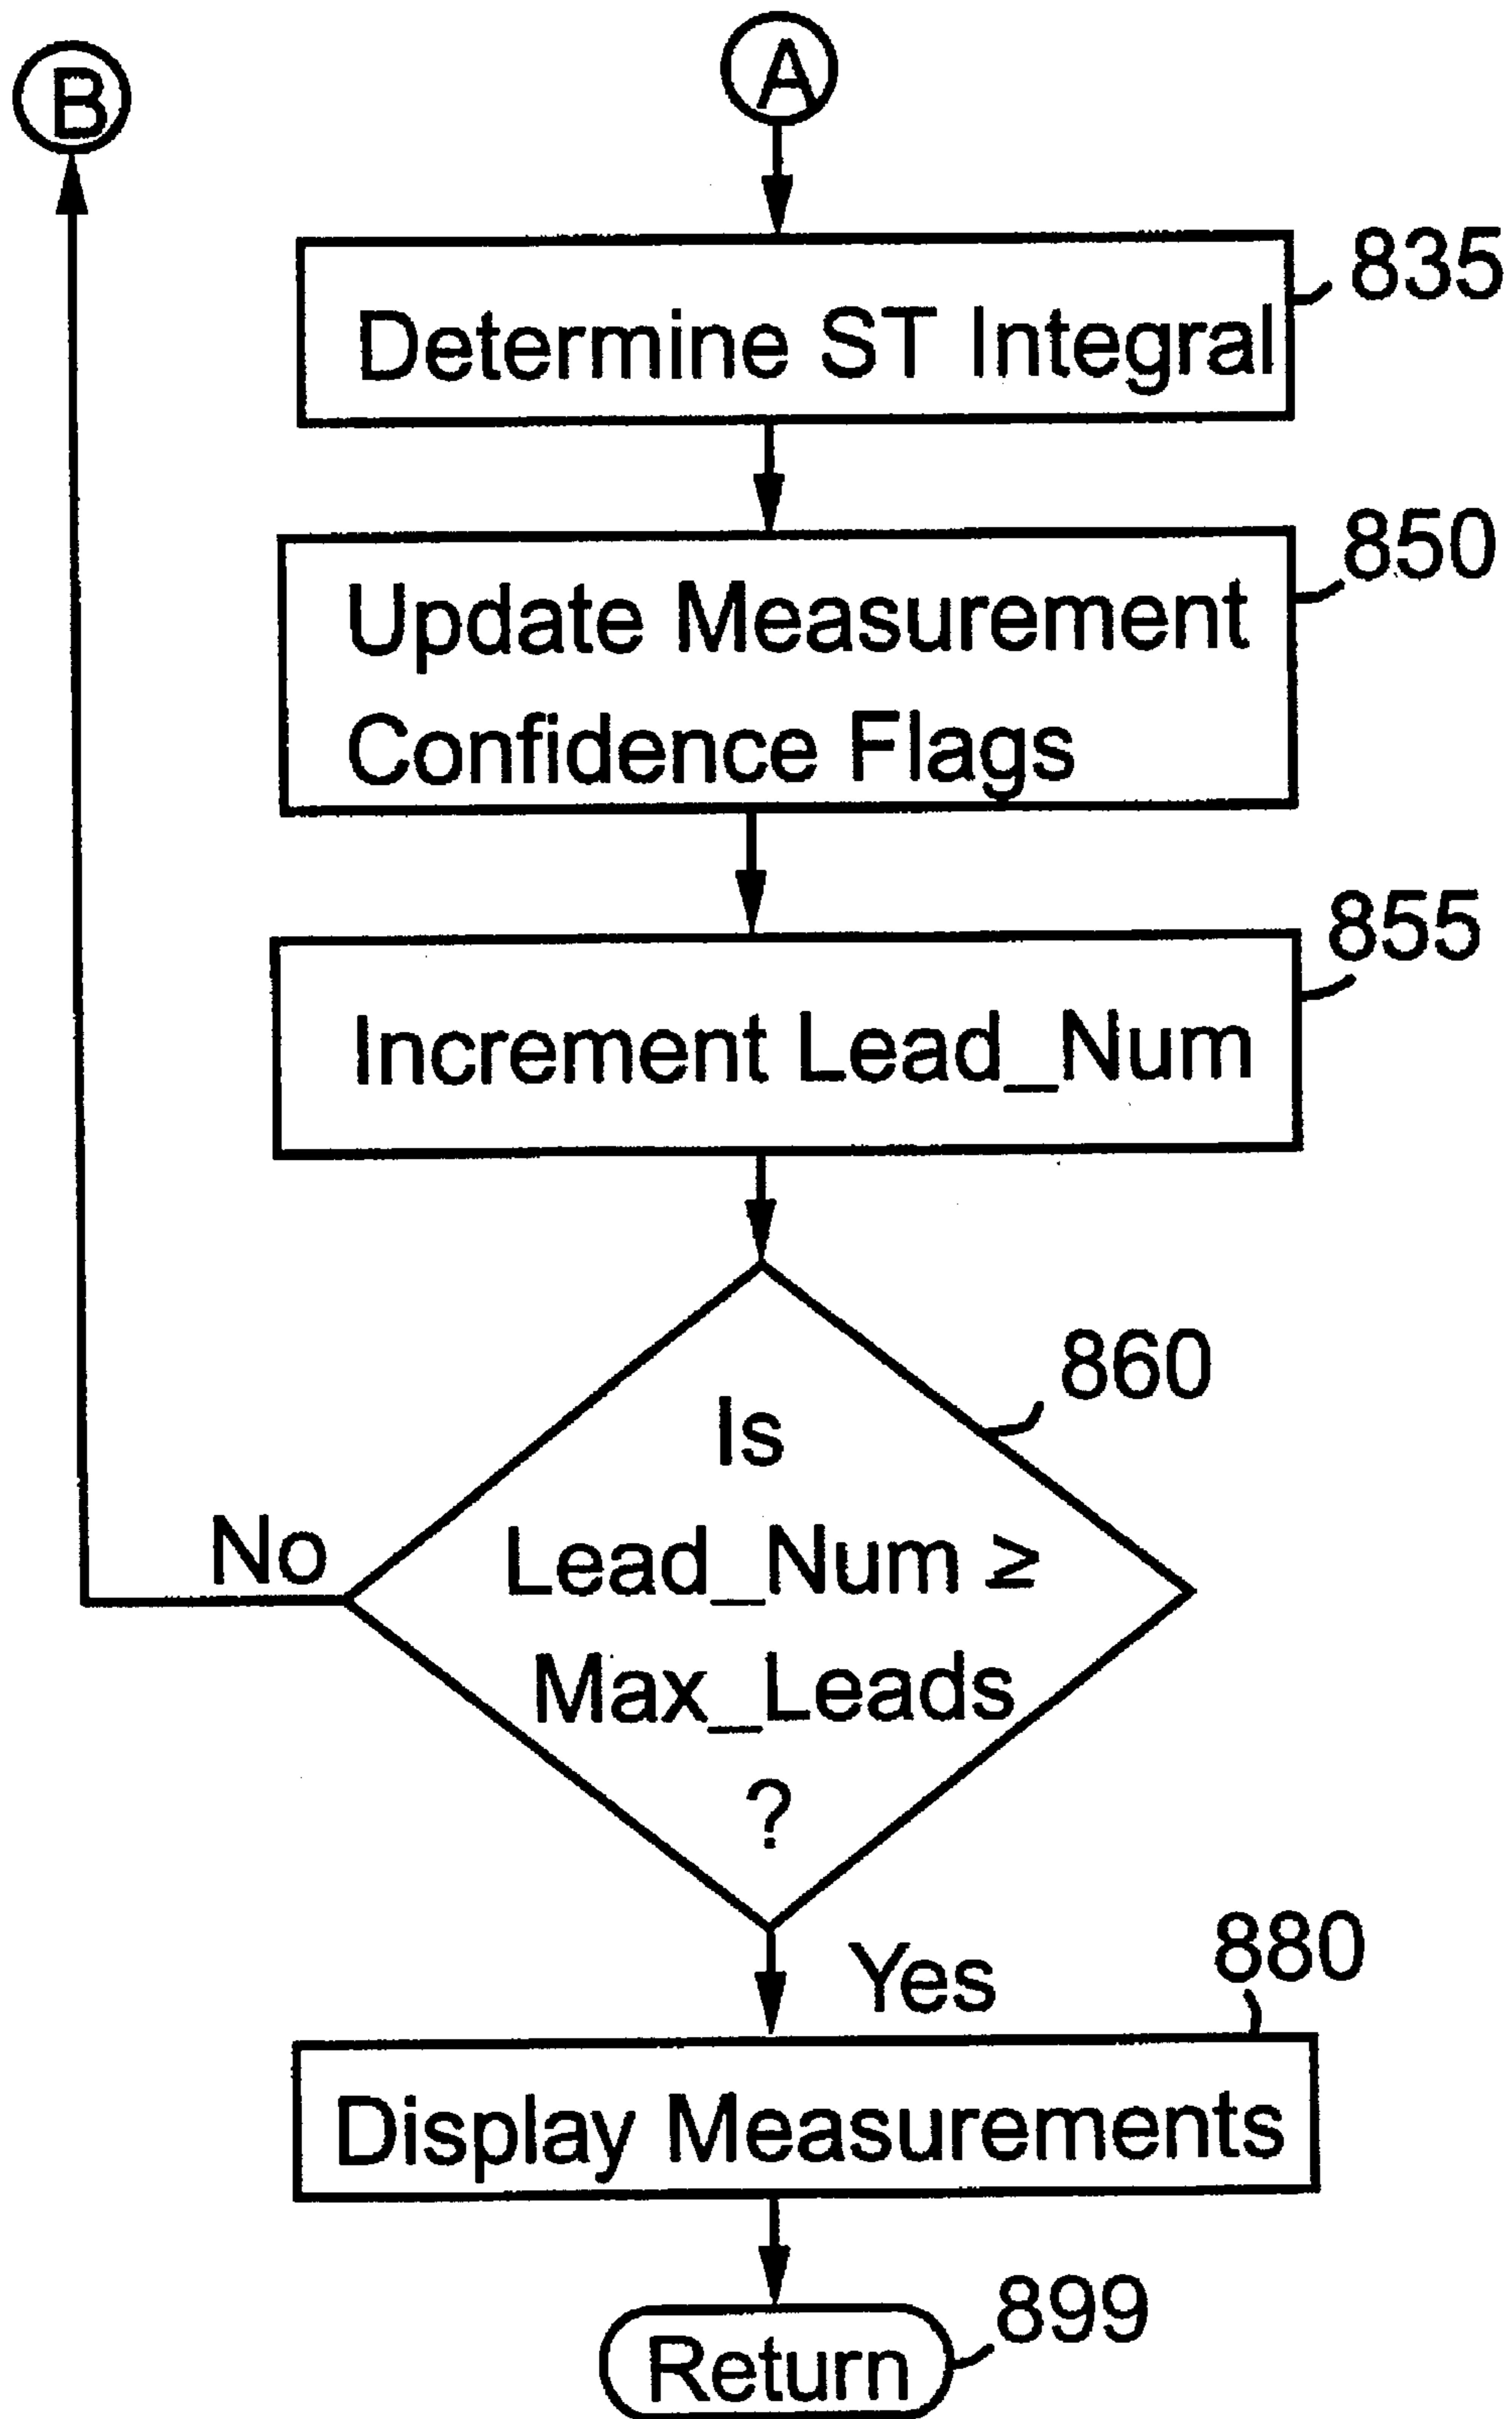 B
A
835
Determine ST Integral
850
Update Measurement
Confidence Flags
855
Increment Lead_Num
860
Is
Lead_Num ≥
Max_Leads
?
No
Yes
880
Display Measurements
899
Return